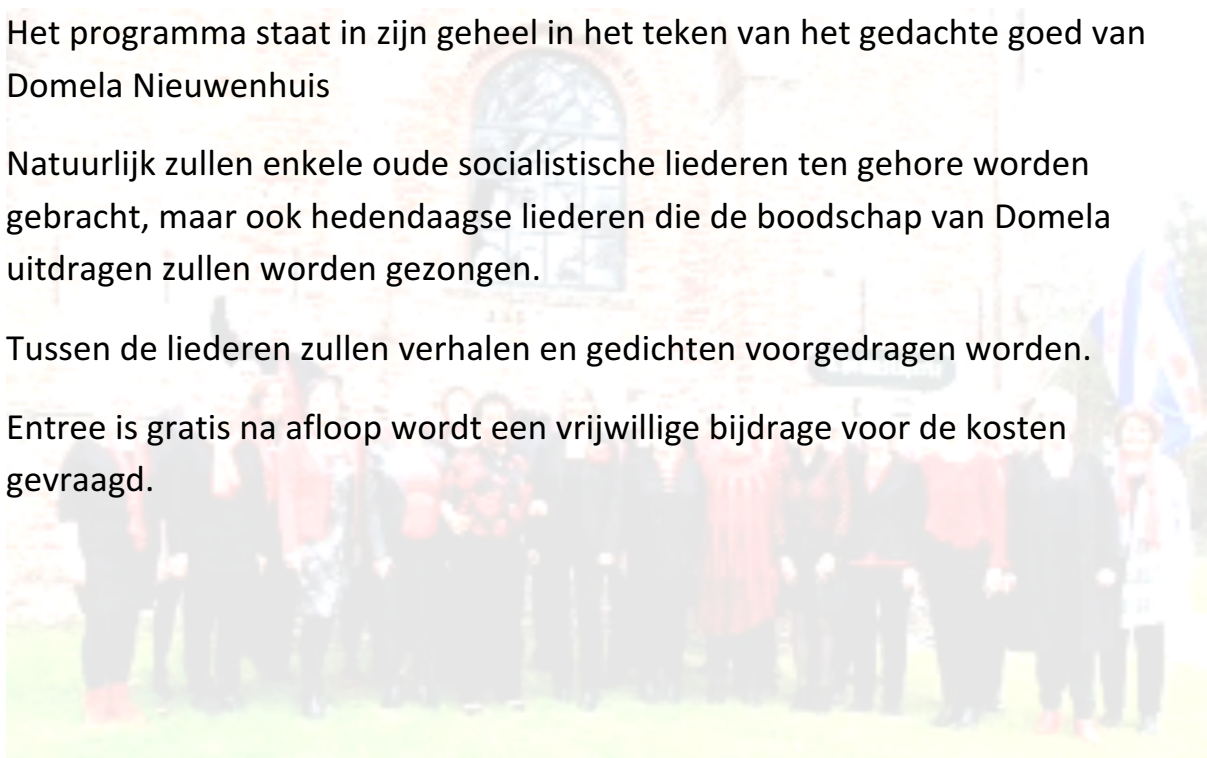 Het programma staat in zijn geheel in het teken van het gedachte goed van
Domela Nieuwenhuis
Natuurlijk zullen enkele oude socialistische liederen ten gehore worden
gebracht, maar ook hedendaagse liederen die de boodschap van Domela
uitdragen zullen worden gezongen.
Tussen de liederen zullen verhalen en gedichten voorgedragen worden.
Entree is gratis na afloop wordt een vrijwillige bijdrage voor de kosten
gevraagd.